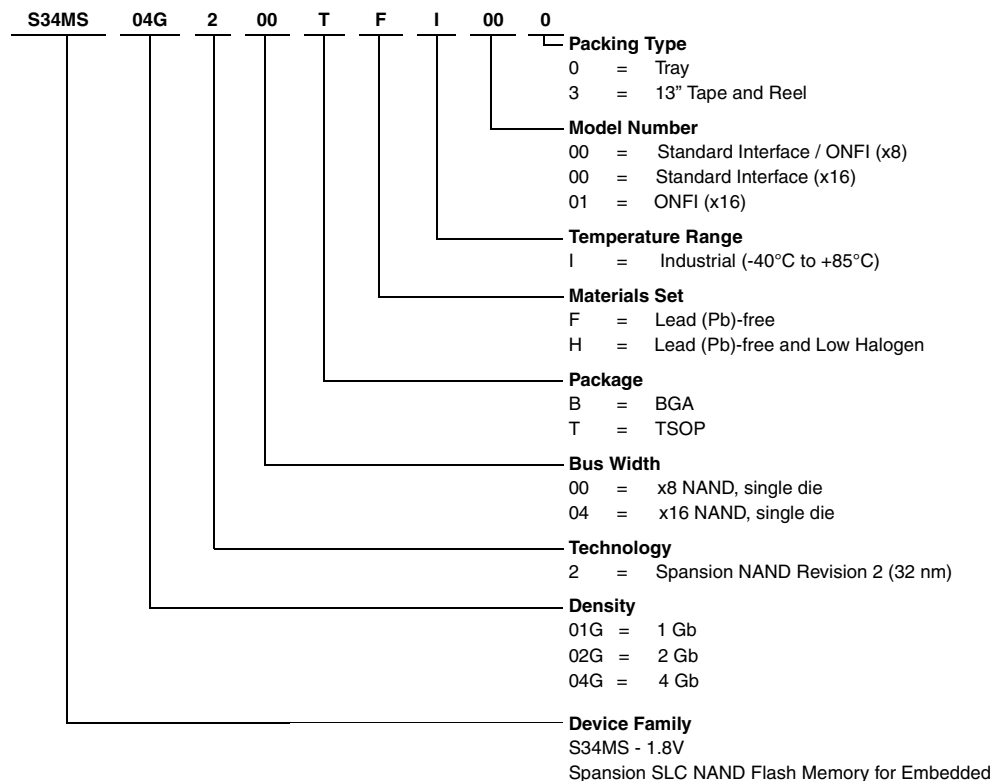 S34MS 04G 2 00 T F I 00 0
Packing Type
0 = Tray
3 = 13” Tape and Reel
Model Number
00 = Standard Interface / ONFI (x8)
00 = Standard Interface (x16)
01 = ONFI (x16)
Temperature Range
I = Industrial (-40°C to +85°C)
Materials Set
F = Lead (Pb)-free
H = Lead (Pb)-free and Low Halogen
Package
B = BGA
T = TSOP
Bus Width
00 = x8 NAND, single die
04 = x16 NAND, single die
Technology
2 = Spansion NAND Revision 2 (32 nm)
Density
01G = 1 Gb
02G = 2 Gb
04G = 4 Gb
Device Family
S34MS - 1.8V
Spansion SLC NAND Flash Memory for Embedded